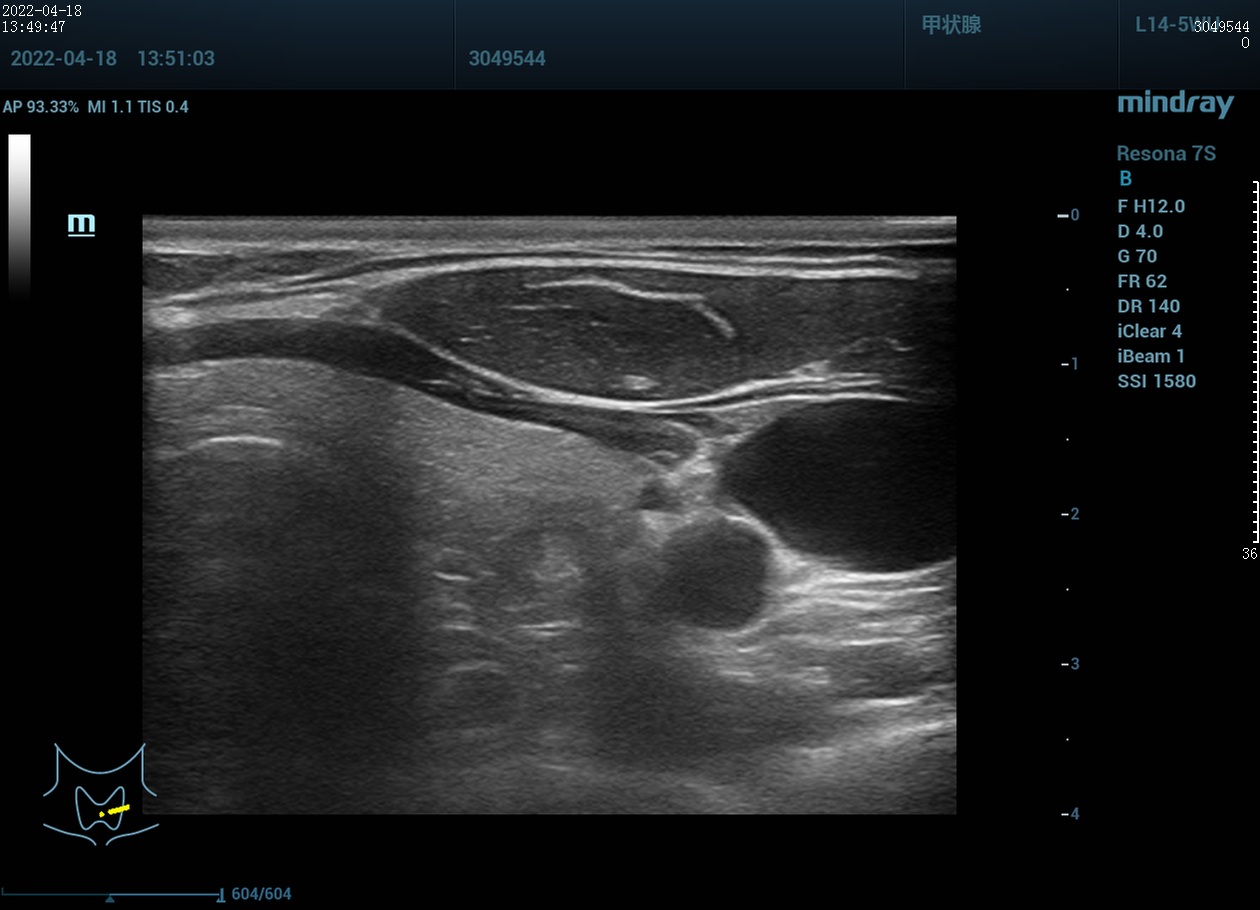 2022-04-18
13:49:47
2022-04-18 13:51:03
3049544
甲状腺
3049544
0
AP 93.33% MI 1.1 TIS 0.4
mindray
Resona 7S
B
F H12.0
D 4.0
G 70
FR 62
DR 140
iClear 4
iBeam 1
SSI 1580
m
0
1
2
3
4
36
604/604